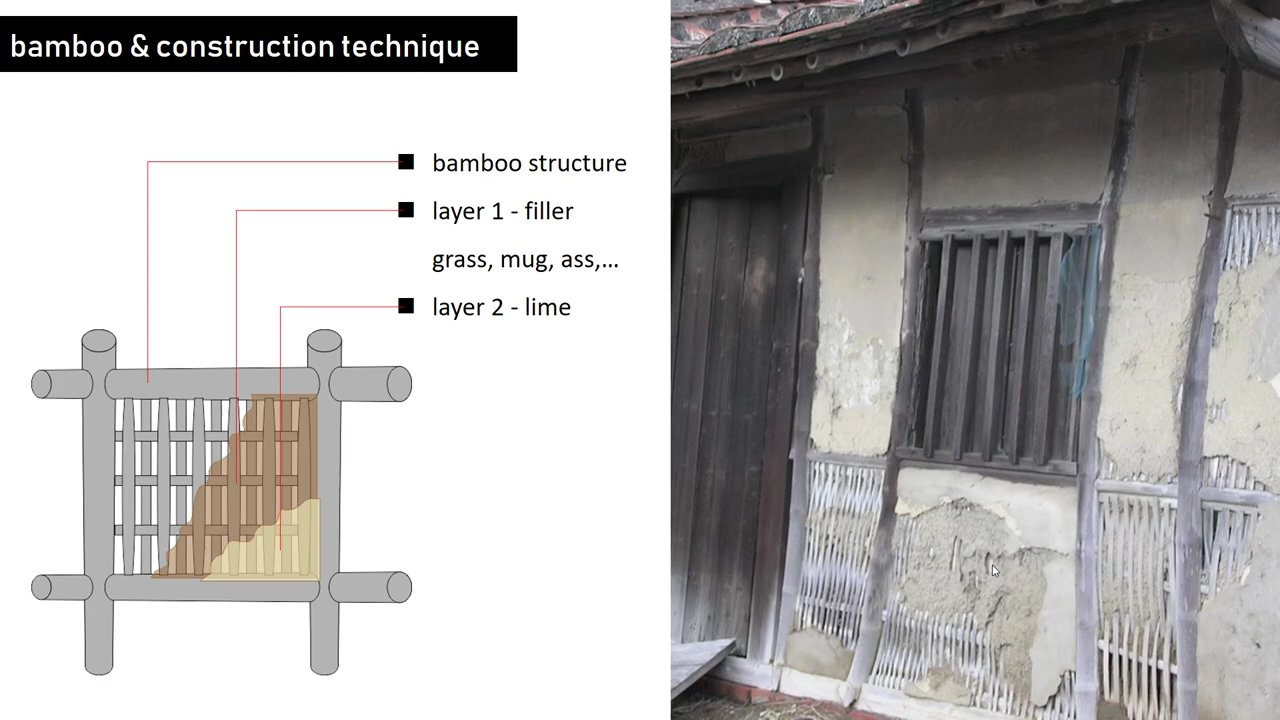 bamboo & construction technique
bamboo structure
layer 1 - filler
grass, mug, ass,...
layer 2 - lime